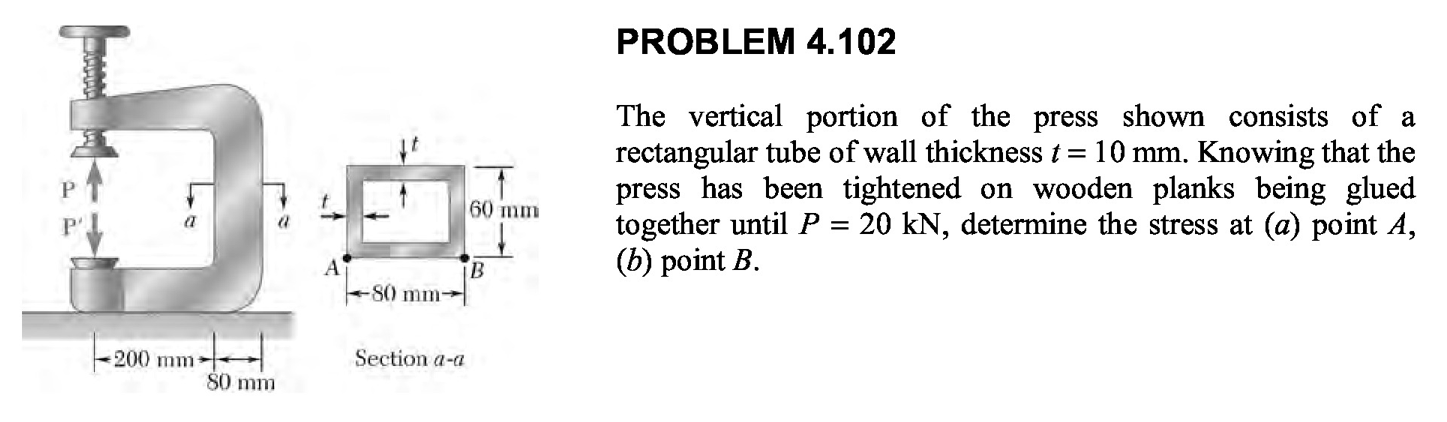 PROBLEM 4.102
The vertical portion of the press shown consists of a
rectangular tube of wall thickness t = 10 mm. Knowing that the
press has been tightened on wooden planks being glued
together until P = 20 kN, determine the stress at (a) point A,
(b) point B.
P
P'
a
a
t
t
60 mm
A
B
80 mm
200 mm
80 mm
Section a-a